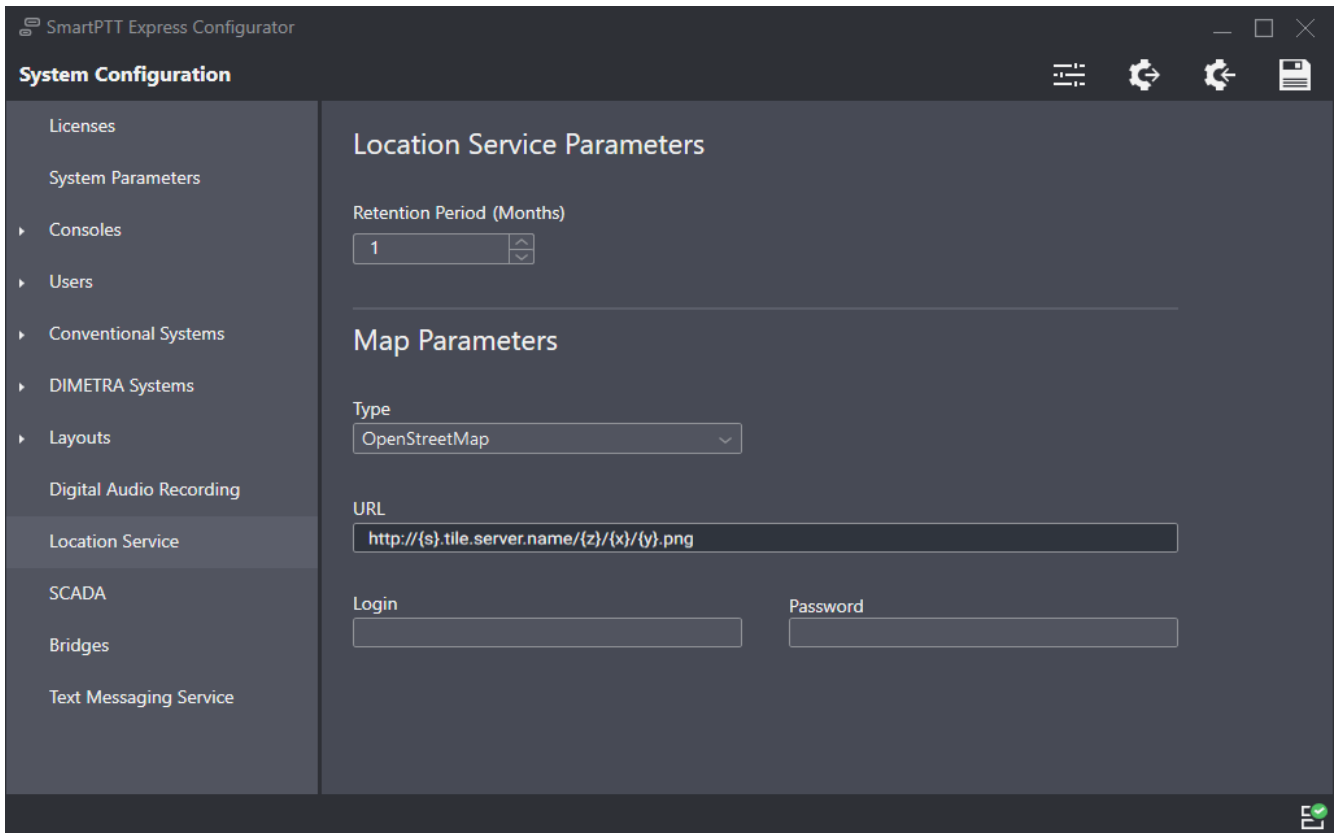 SmartPTT Express Configurator
System Configuration
Licenses
System Parameters
Consoles
Users
Conventional Systems
DIMETRA Systems
Layouts
Digital Audio Recording
Location Service
SCADA
Bridges
Text Messaging Service
Location Service Parameters
Retention Period (Months)
1
Map Parameters
Type
OpenStreetMap
URL
http://{s}.tile.server.name/{z}/{x}/{y}.png
Login
Password